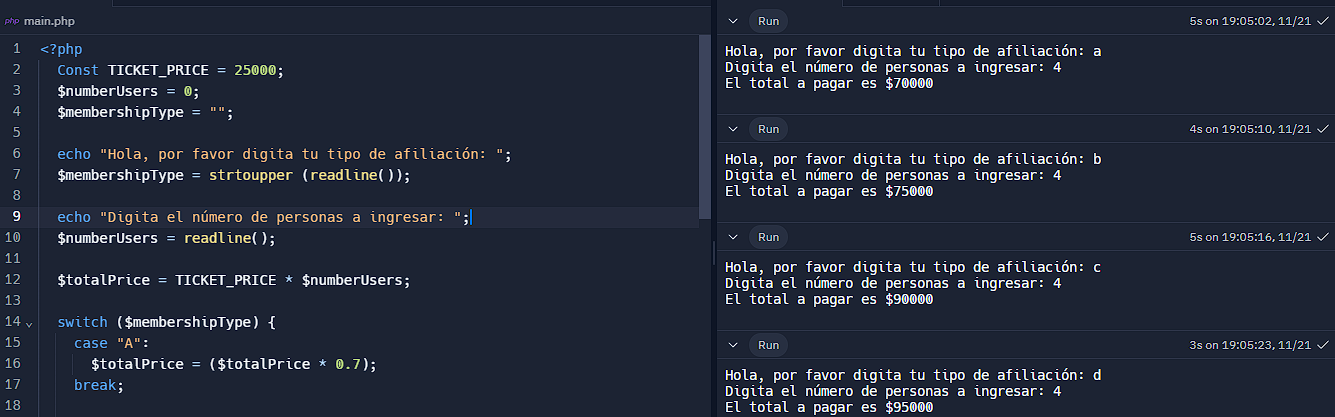 php main.php
1 <?php
2 Const TICKET_PRICE = 25000;
3 $numberUsers = 0;
4 $membershipType = "";
5
6 echo "Hola, por favor digita tu tipo de afiliación: ";
7 $membershipType = strtoupper (readline());
8
9 echo "Digita el número de personas a ingresar: ";
10 $numberUsers = readline();
11
12 $totalPrice = TICKET_PRICE * $numberUsers;
13
14 switch ($membershipType) {
15 case "A":
16 $totalPrice = ($totalPrice * 0.7);
17 break;
18
Run 5s on 19:05:02, 11/21
Hola, por favor digita tu tipo de afiliación: a
Digita el número de personas a ingresar: 4
El total a pagar es $70000
Run 4s on 19:05:10, 11/21
Hola, por favor digita tu tipo de afiliación: b
Digita el número de personas a ingresar: 4
El total a pagar es $75000
Run 5s on 19:05:16, 11/21
Hola, por favor digita tu tipo de afiliación: c
Digita el número de personas a ingresar: 4
El total a pagar es $90000
Run 3s on 19:05:23, 11/21
Hola, por favor digita tu tipo de afiliación: d
Digita el número de personas a ingresar: 4
El total a pagar es $95000